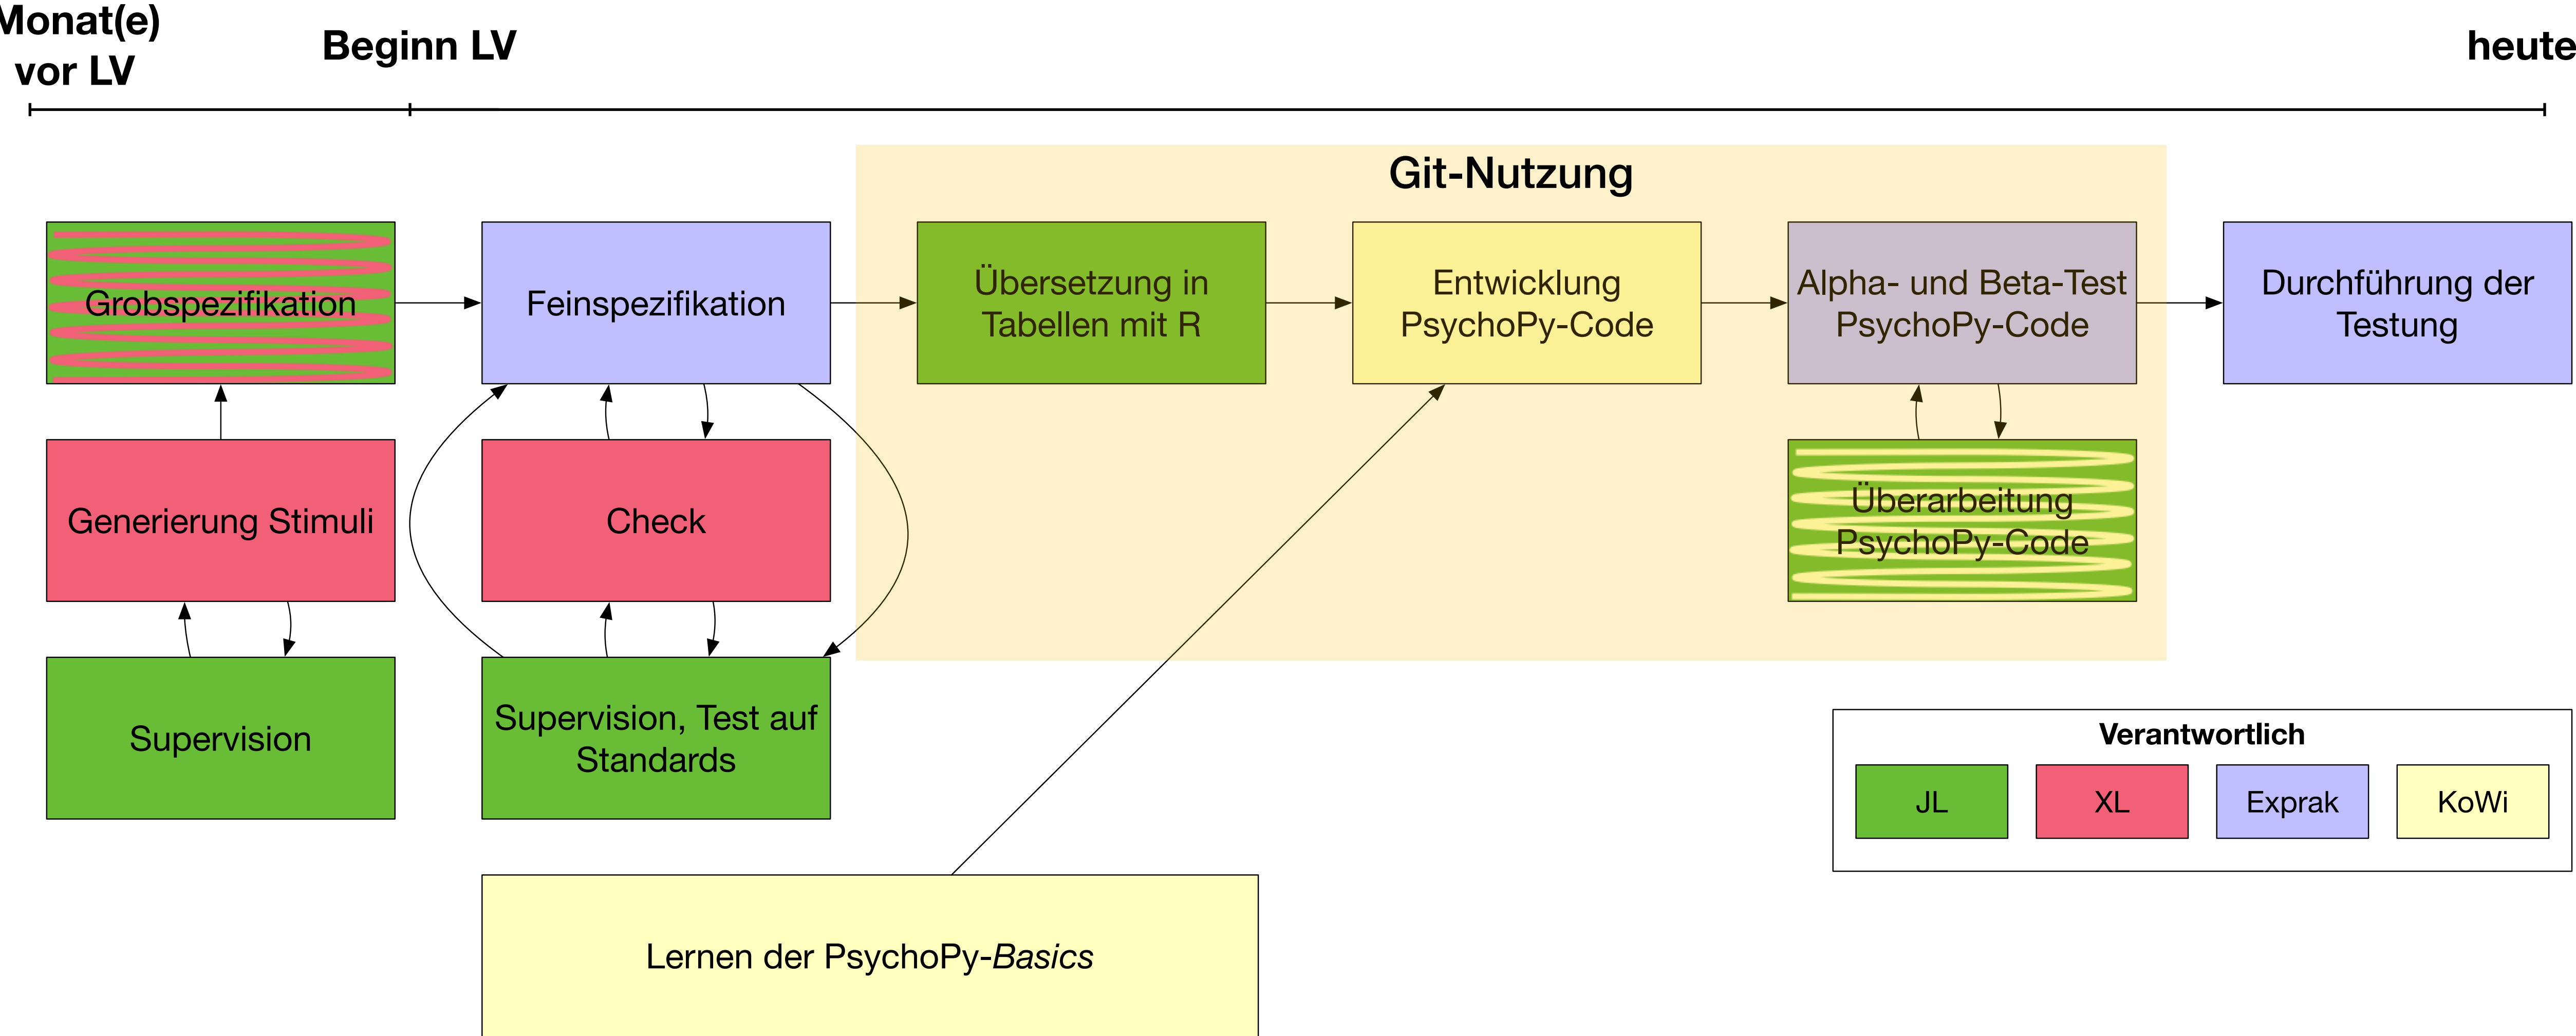 Monat(e)
vor LV
Beginn LV
heute
Git-Nutzung
Grobspezifikation
Feinspezifikation
Übersetzung in
Tabellen mit R
Entwicklung
PsychoPy-Code
Alpha- und Beta-Test
PsychoPy-Code
Durchführung der
Testung
Generierung Stimuli
Check
Überarbeitung
PsychoPy-Code
Supervision
Supervision, Test auf
Standards
Verantwortlich
JL
XL
Exprak
KoWi
Lernen der PsychoPy-Basics